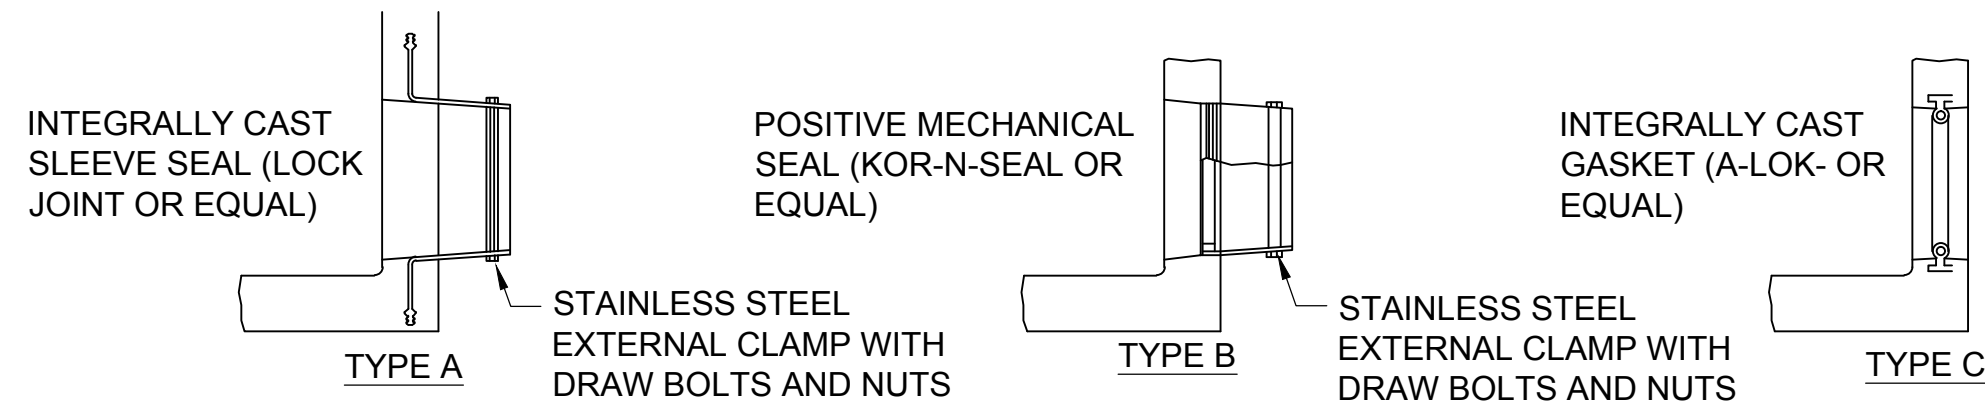 INTEGRALLY CAST
SLEEVE SEAL (LOCK
JOINT OR EQUAL)
STAINLESS STEEL
EXTERNAL CLAMP WITH
DRAW BOLTS AND NUTS
TYPE A
POSITIVE MECHANICAL
SEAL (KOR-N-SEAL OR
EQUAL)
STAINLESS STEEL
EXTERNAL CLAMP WITH
DRAW BOLTS AND NUTS
TYPE B
INTEGRALLY CAST
GASKET (A-LOK- OR
EQUAL)
TYPE C